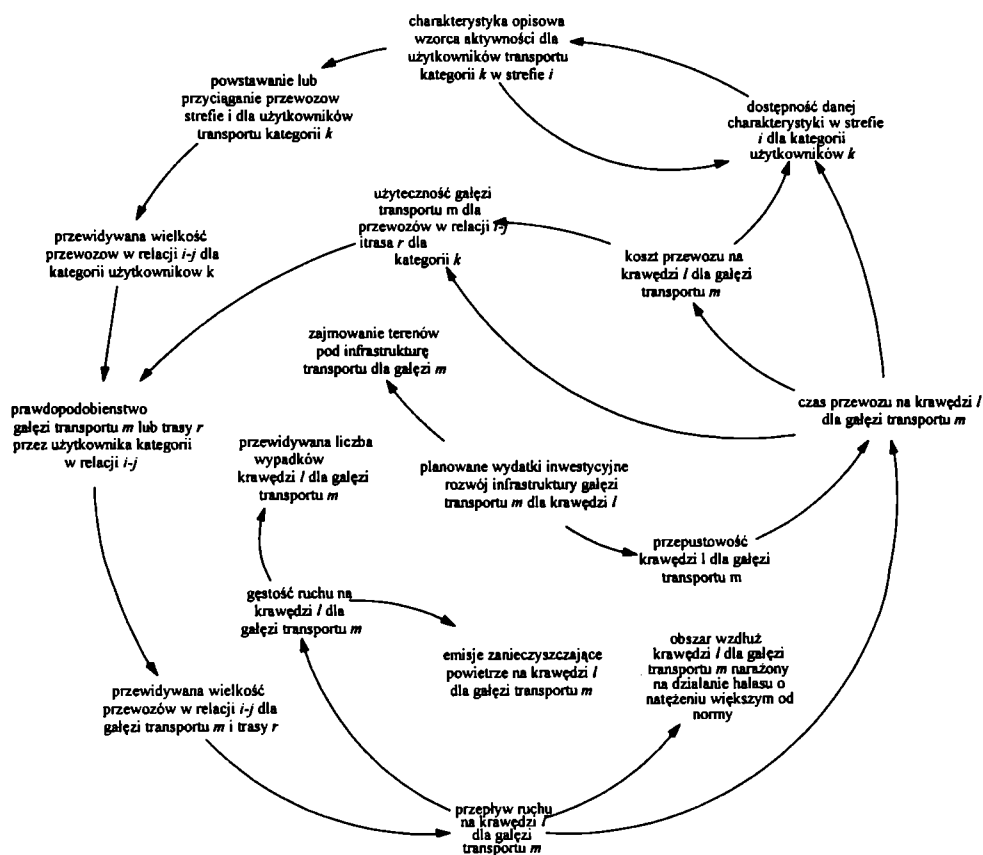 charakterystyka opisowa
wzorca aktywności dla
użytkowników transportu
kategorii k w strefie i
powstawanie lub
przyciąganie przewozow
strefie i dla użytkowników
transportu kategorii k
dostępność danej
charakterystyki w strefie
i dla kategorii
użytkowników k
użyteczność gałęzi
transportu m dla
przewozów w relacji i-j
itrasa r dla
kategorii k
przewidywana wielkość
przewozow w relacji i-j dla
kategorii użytkownikow k
koszt przewozu na
krawędzi l dla gałęzi
transportu m
zajmowanie terenów
pod infrastrukturę
transportu dla gałęzi m
czas przewozu na krawędzi l
dla gałęzi transportu m
prawdopodobienstwo
gałęzi transportu m lub trasy r
przez użytkownika kategorii
w relacji i-j
przewidywana liczba
wypadków
krawędzi l dla gałęzi
transportu m
planowane wydatki inwestycyjne
rozwój infrastruktury gałęzi
transportu m dla krawędzi l
przepustowość
krawędzi l dla gałęzi
transportu m
gęstość ruchu na
krawędzi l dla
gałęzi transportu m
emisje zanieczyszczające
powietrze na krawędzi l
dla gałęzi transportu m
obszar wzdłuż
krawędzi l dla gałęzi
transportu m narażony
na działanie hałasu o
natężeniu większym od
normy
przewidywana wielkość
przewozów w relacji i-j dla
gałęzi transportu m i trasy r
przepływ ruchu
na krawędzi l
dla gałęzi
transportu m